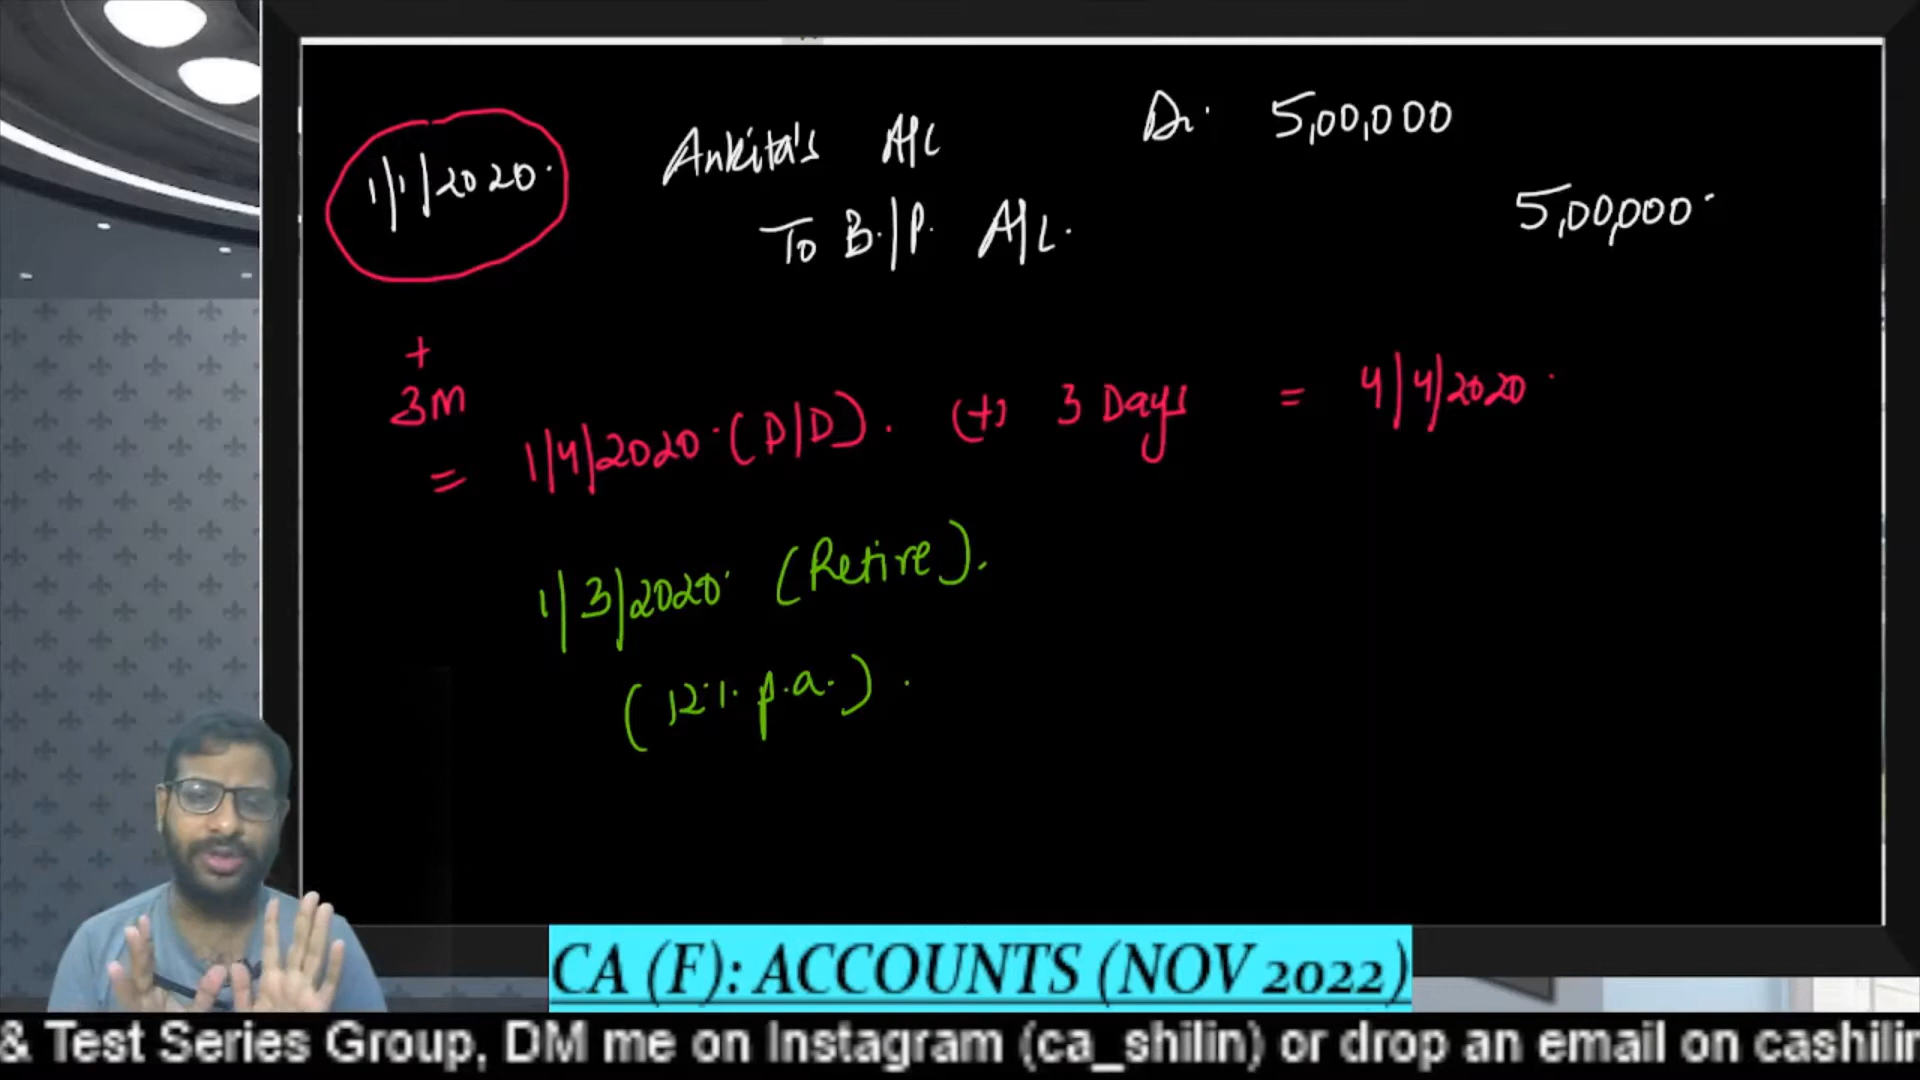 1/1/2020. Ankita's A/c Dr. 5,00,000
To B./P. A/c. 5,00,000.
+
3m
= 1/4/2020. (D/D). (+) 3 Days = 4/4/2020.
1/3/2020. (Retire).
(12%. p.a.).
CA (F): ACCOUNTS (NOV 2022)
& Test Series Group, DM me on Instagram (ca_shilin) or drop an email on cashilin